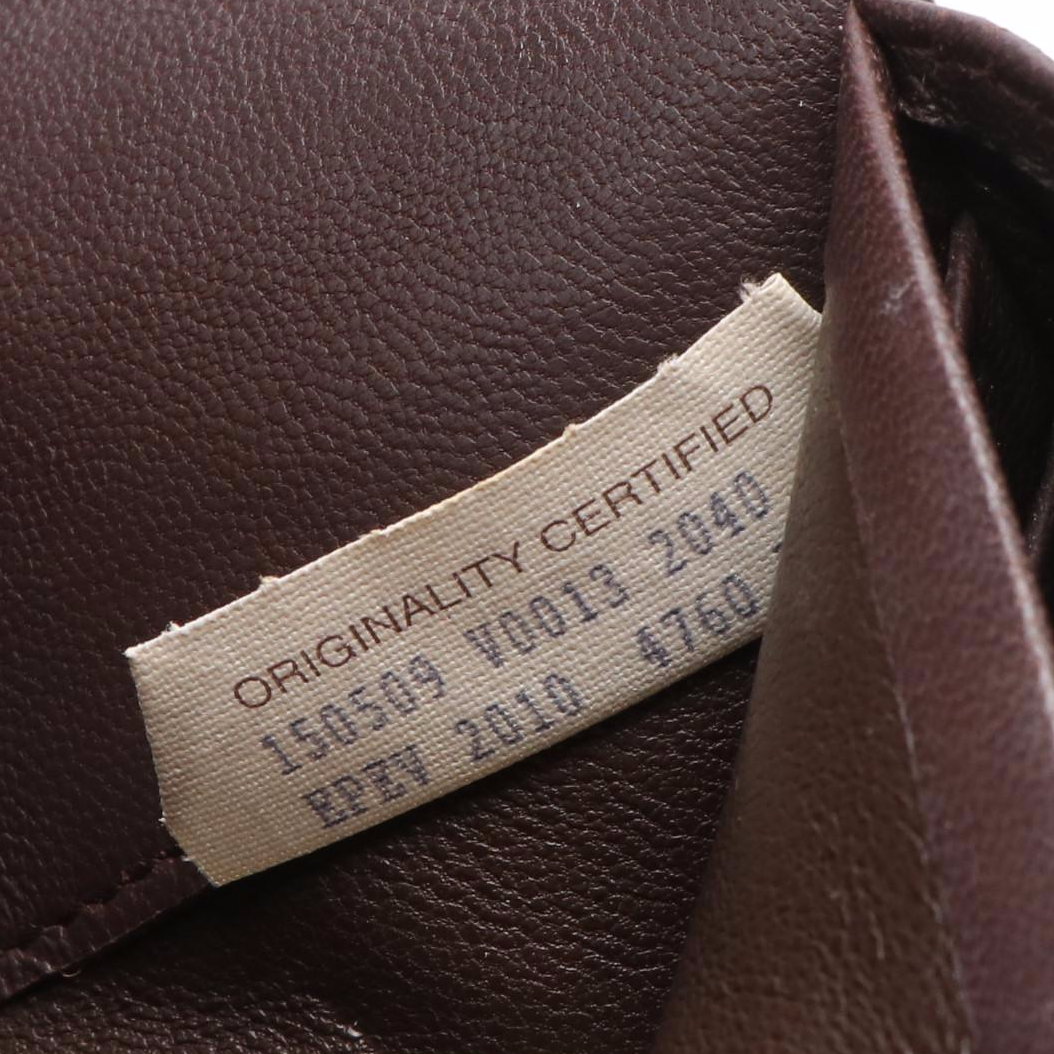 ORIGINALITY CERTIFIED
150509 V0013 2040
EPEV 2010 4760